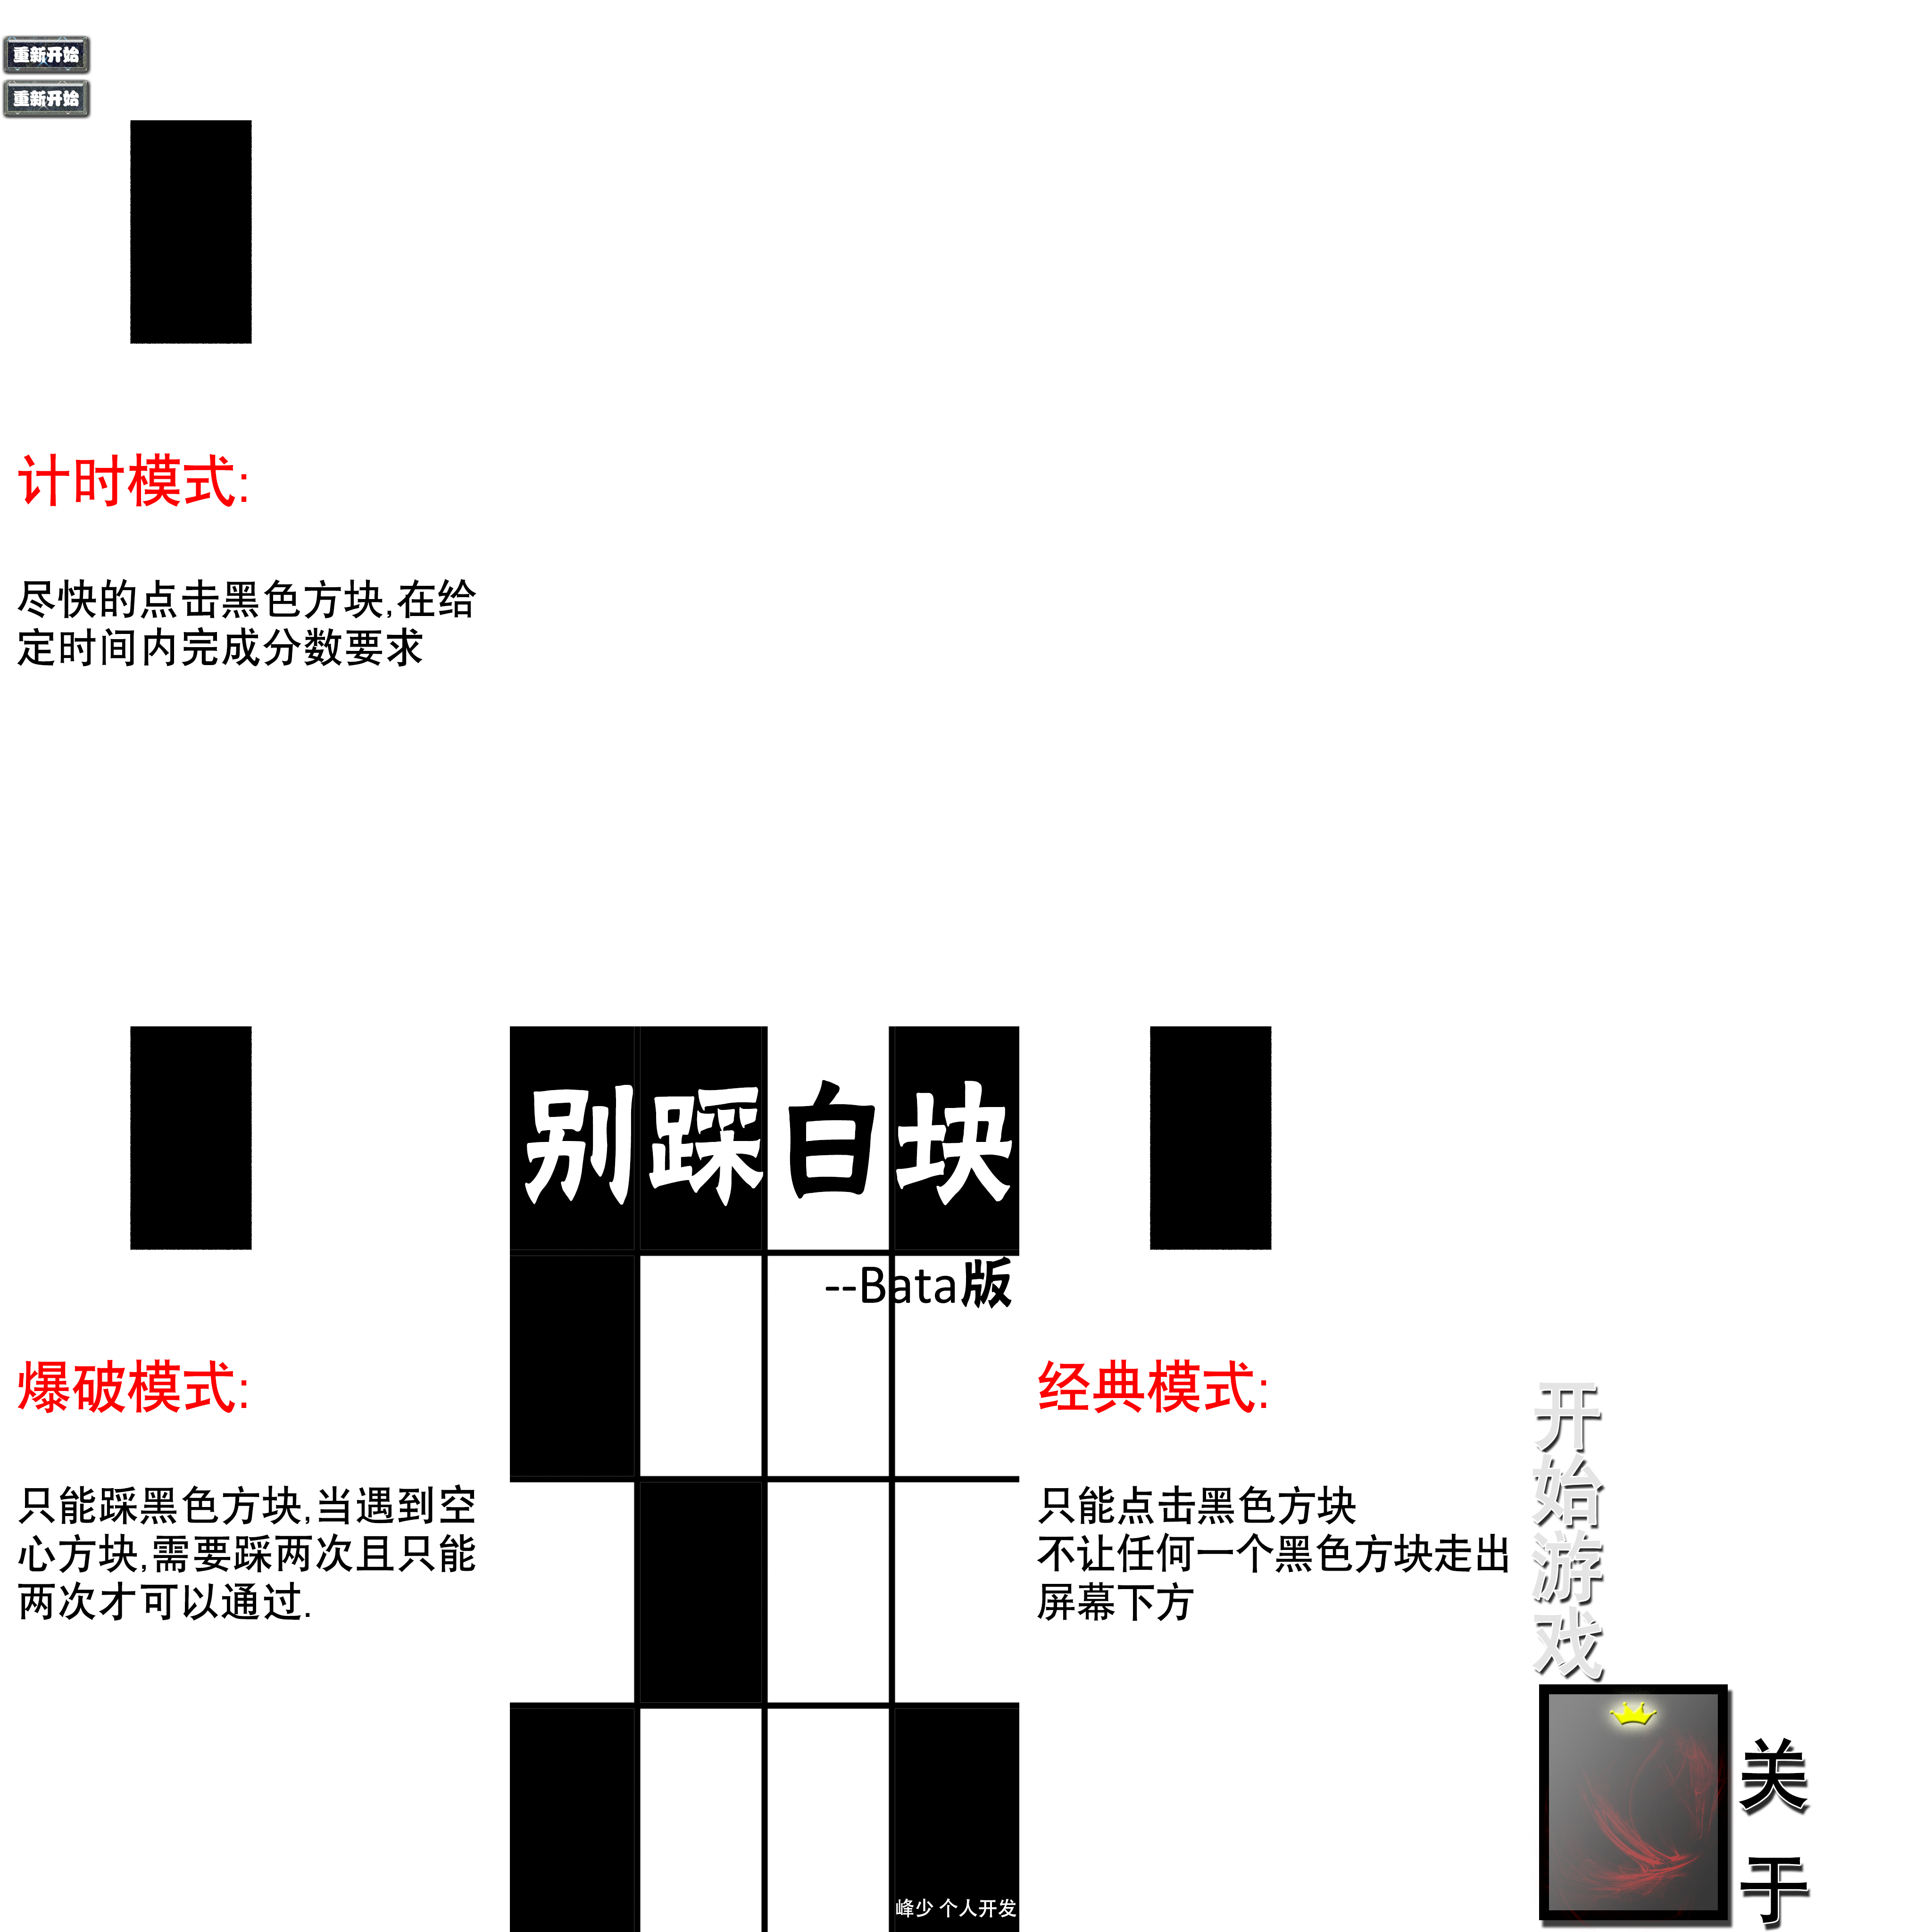 重新开始
重新开始
计时模式:
尽快的点击黑色方块,在给
定时间内完成分数要求
别踩白块
--Bata版
爆破模式:
只能踩黑色方块,当遇到空
心方块,需要踩两次且只能
两次才可以通过.
经典模式:
只能点击黑色方块
不让任何一个黑色方块走出
屏幕下方
开始游戏
关于
峰少 个人开发